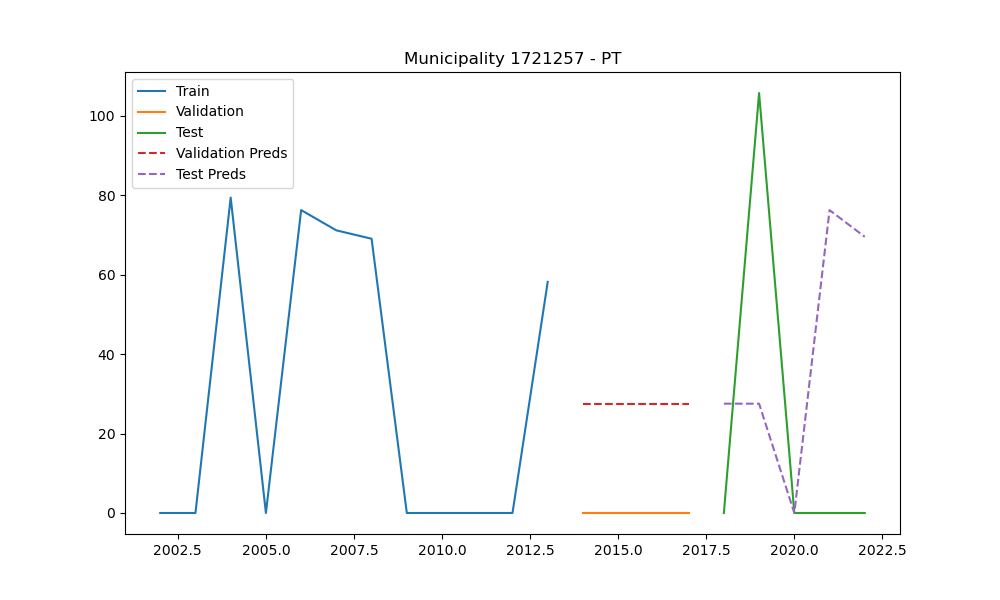 Municipality 1721257 - PT
Train
Validation
Test
Validation Preds
Test Preds
100
80
60
40
20
0
2002.5 2005.0 2007.5 2010.0 2012.5 2015.0 2017.5 2020.0 2022.5